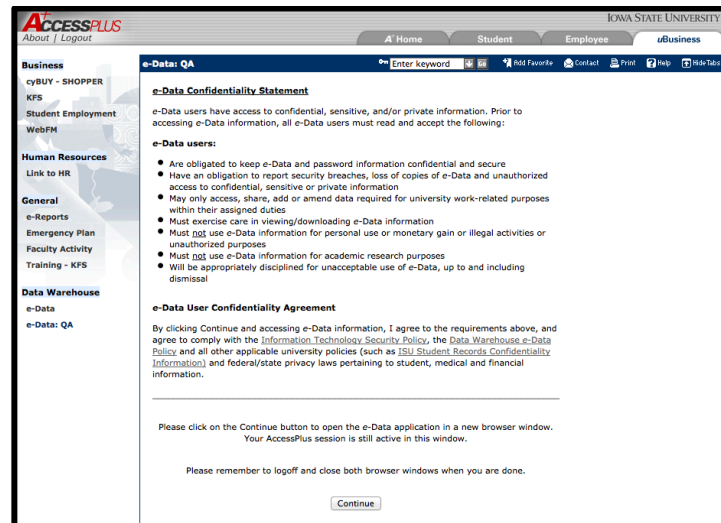 IOWA STATE UNIVERSITY
A+ACCESSPLUS
About | Logout
A+ Home
Student
Employee
uBusiness
e-Data: QA
Enter keyword
Go
Add Favorite
Contact
Print
Help
HideTabs
Business
cyBUY - SHOPPER
KFS
Student Employment
WebFM
Human Resources
Link to HR
General
e-Reports
Emergency Plan
Faculty Activity
Training - KFS
Data Warehouse
e-Data
e-Data: QA
e-Data Confidentiality Statement
e-Data users have access to confidential, sensitive, and/or private information. Prior to
accessing e-Data information, all e-Data users must read and accept the following:
e-Data users:
● Are obligated to keep e-Data and password information confidential and secure
● Have an obligation to report security breaches, loss of copies of e-Data and unauthorized
access to confidential, sensitive or private information
● May only access, share, add or amend data required for university work-related purposes
within their assigned duties
● Must exercise care in viewing/downloading e-Data information
● Must not use e-Data information for personal use or monetary gain or illegal activities or
unauthorized purposes
● Must not use e-Data information for academic research purposes
● Will be appropriately disciplined for unacceptable use of e-Data, up to and including
dismissal
e-Data User Confidentiality Agreement
By clicking Continue and accessing e-Data information, I agree to the requirements above, and
agree to comply with the Information Technology Security Policy, the Data Warehouse e-Data
Policy and all other applicable university policies (such as ISU Student Records Confidentiality
Information) and federal/state privacy laws pertaining to student, medical and financial
information.
Please click on the Continue button to open the e-Data application in a new browser window.
Your AccessPlus session is still active in this window.
Please remember to logoff and close both browser windows when you are done.
Continue